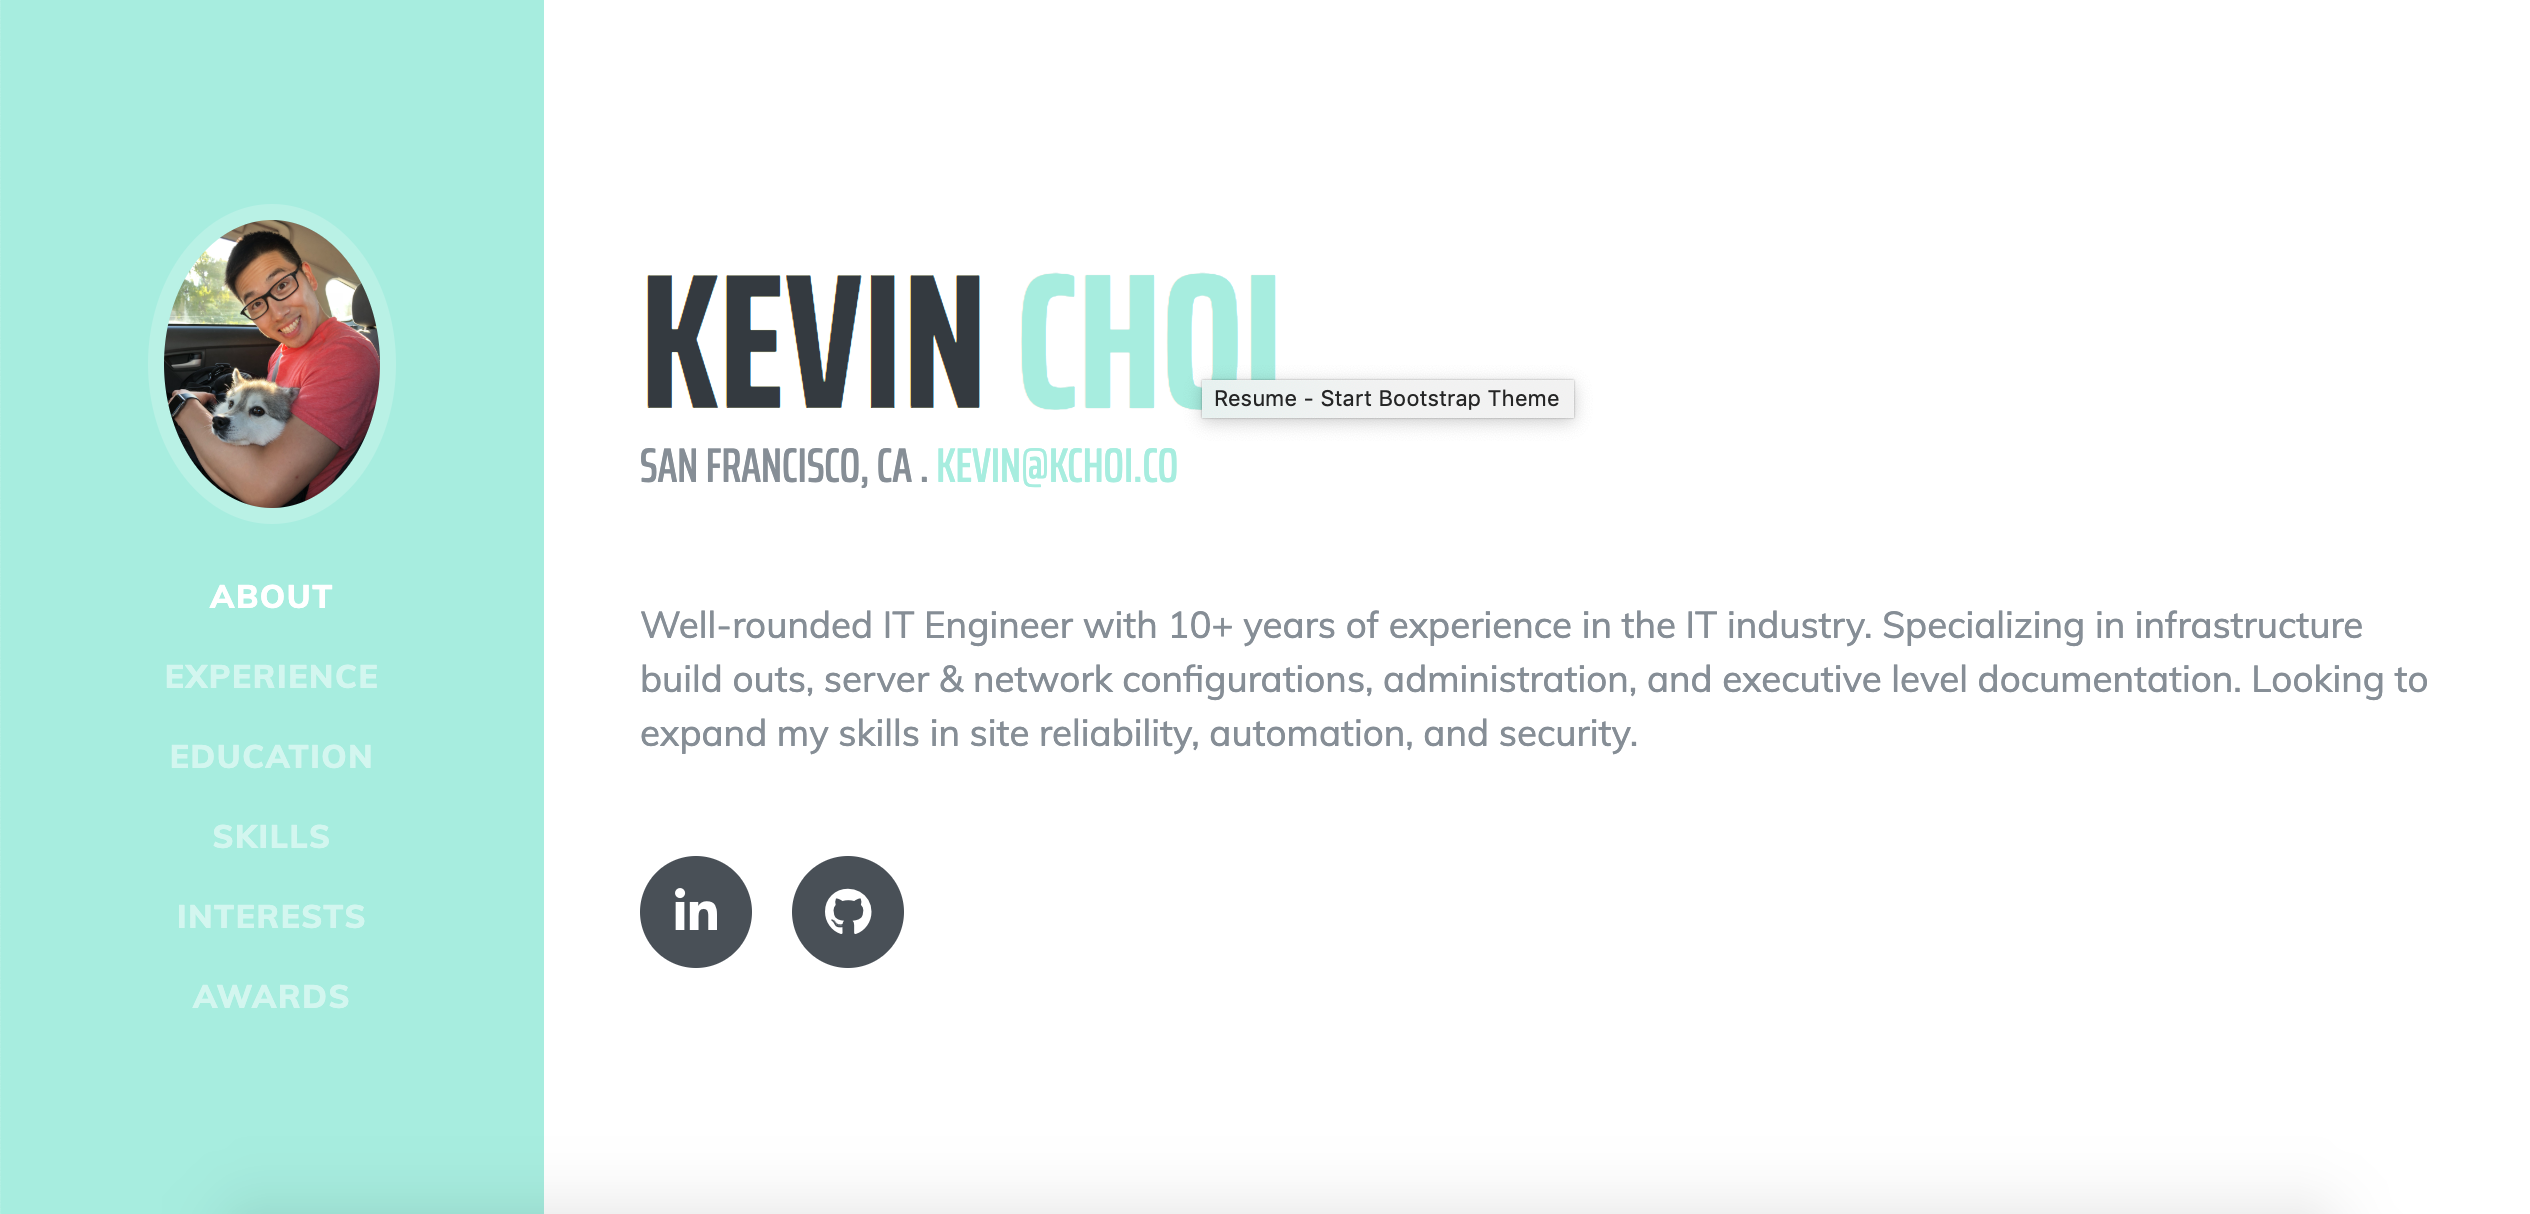 KEVIN CHOI
Resume - Start Bootstrap Theme
SAN FRANCISCO, CA . KEVIN@KCHOI.CO
ABOUT
EXPERIENCE
EDUCATION
SKILLS
INTERESTS
AWARDS
Well-rounded IT Engineer with 10+ years of experience in the IT industry. Specializing in infrastructure
build outs, server & network configurations, administration, and executive level documentation. Looking to
expand my skills in site reliability, automation, and security.
in